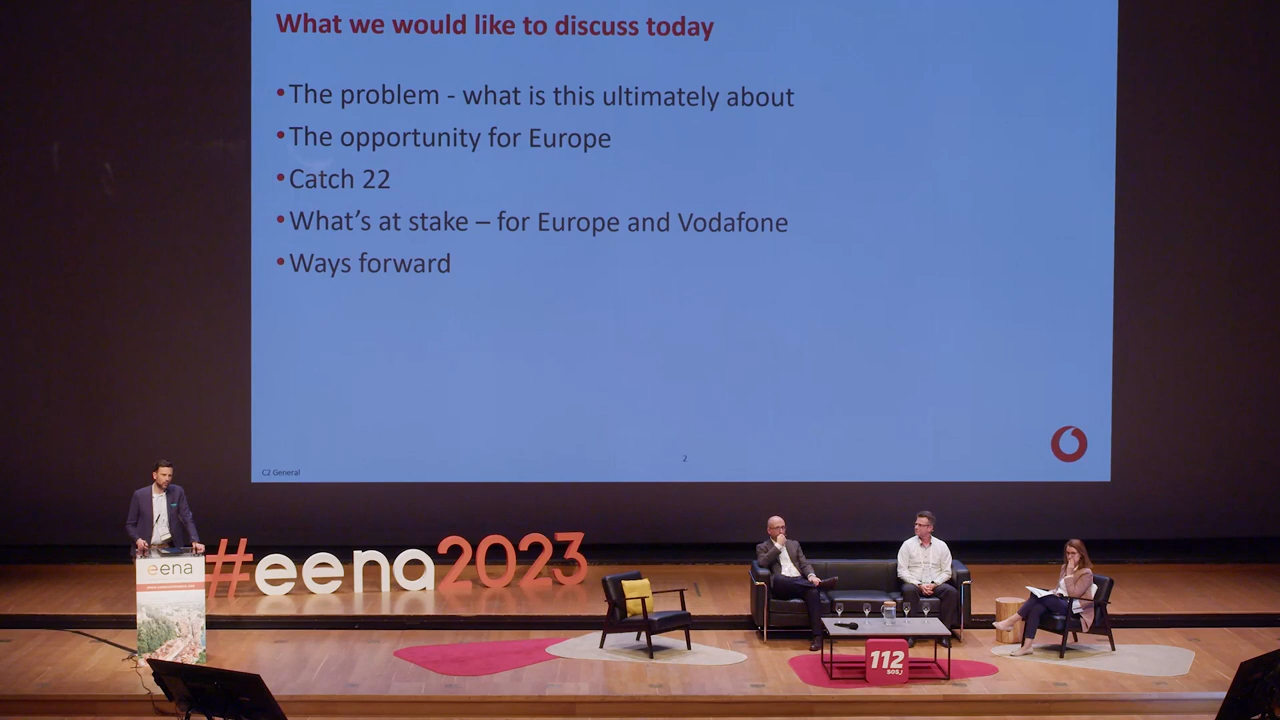 What we would like to discuss today
•The problem - what is this ultimately about
•The opportunity for Europe
•Catch 22
•What's at stake – for Europe and Vodafone
•Ways forward
2
C2 General
#eena2023
eena
112
SOS